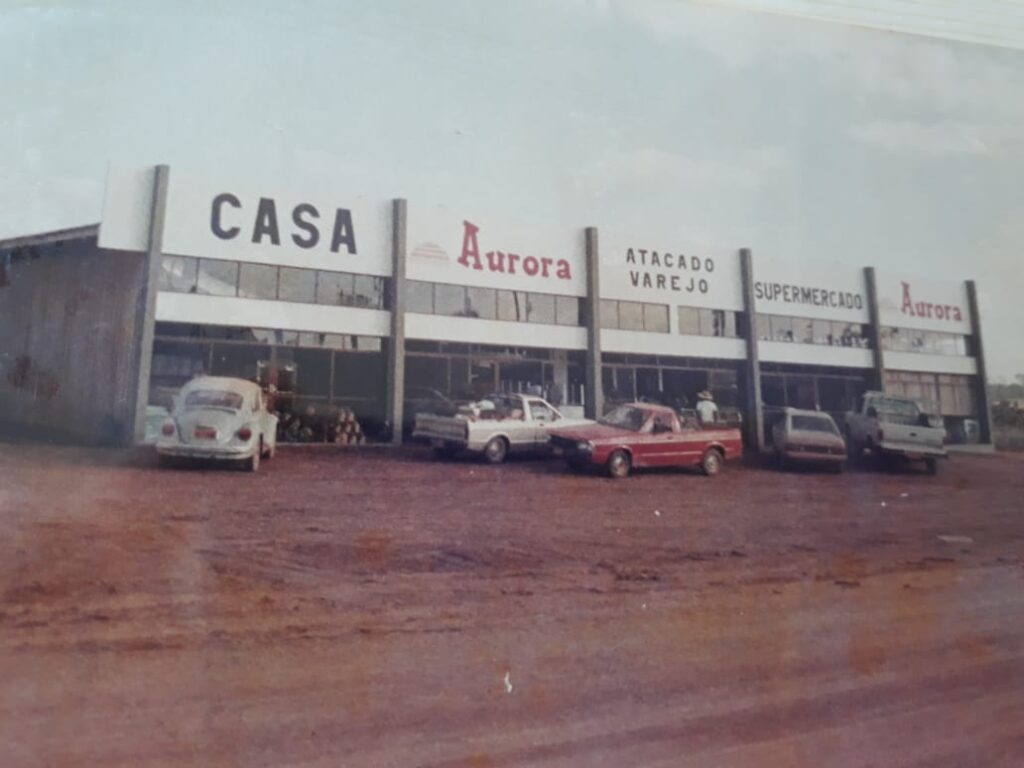 CASA
Aurora
ATACADO
VAREJO
SUPERMERCADO
Aurora